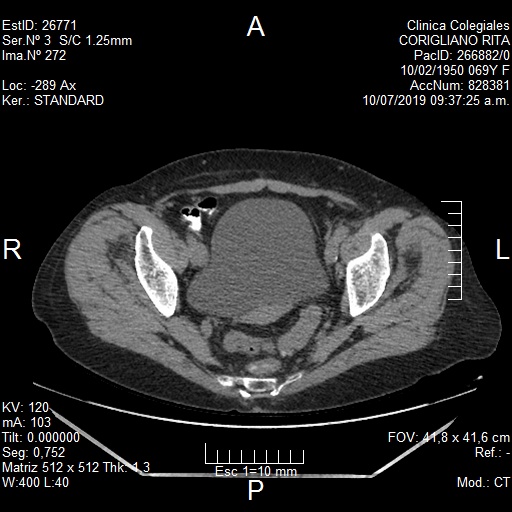 EstID: 26771
Ser.Nº 3 S/C 1.25mm
Ima.Nº 272
Loc: -289 Ax
Ker.: STANDARD
A
Clinica Colegiales
CORIGLIANO RITA
PacID: 266882/0
10/02/1950 069Y F
AccNum: 828381
10/07/2019 09:37:25 a.m.
R
L
KV: 120
mA: 103
Tilt: 0.000000
Seg: 0,752
Matriz 512 x 512 Thk: 1.3
W:400 L:40
Esc 1=10 mm
P
FOV: 41,8 x 41,6 cm
Ref.: -
Mod.: CT